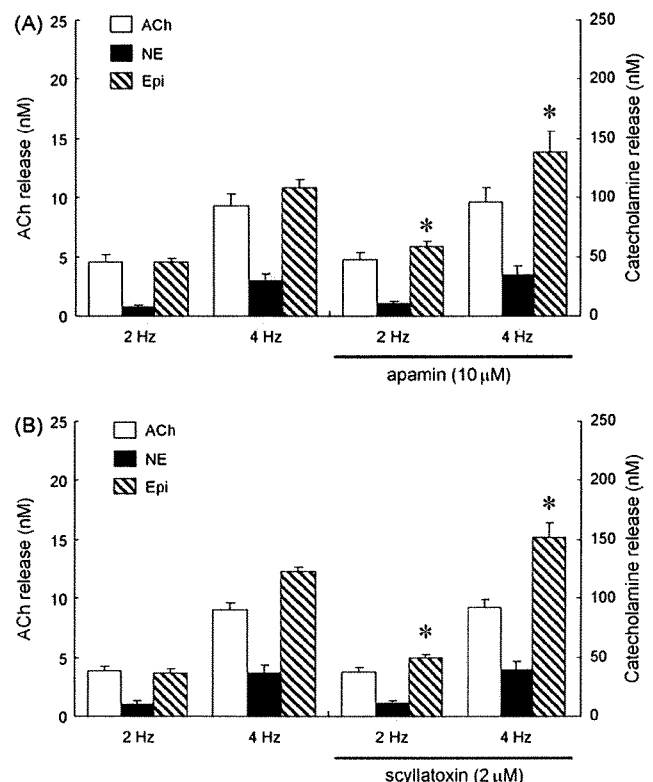 (A)
25
20
15
10
5
0
ACh release (nM)
ACh
NE
Epi
250
200
150
100
50
0
Catecholamine release (nM)
*
*
2 Hz 4 Hz 2 Hz 4 Hz
apamin (10 μM)
(B)
25
20
15
10
5
0
ACh release (nM)
ACh
NE
Epi
250
200
150
100
50
0
Catecholamine release (nM)
*
*
2 Hz 4 Hz 2 Hz 4 Hz
scyllatoxin (2 μM)